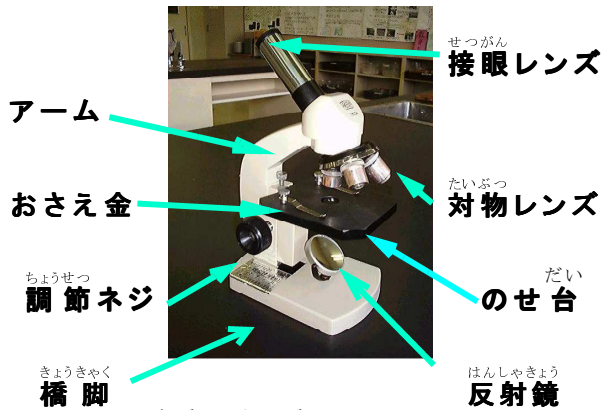 せつがん
接眼レンズ
アーム
たいぶつ
対物レンズ
おさえ金
ちょうせつ
調節ネジ
だい
のせ台
きょうきゃく
橋脚
はんしゃきょう
反射鏡